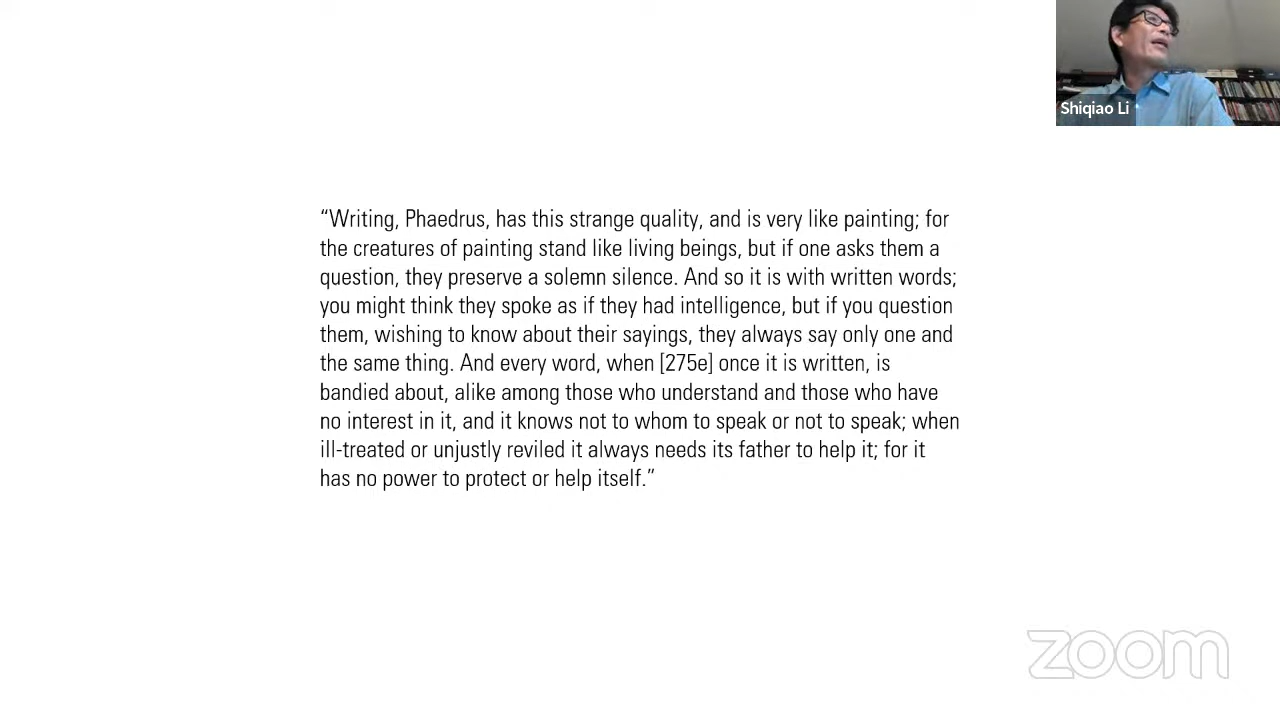 Shiqiao Li
“Writing, Phaedrus, has this strange quality, and is very like painting; for
the creatures of painting stand like living beings, but if one asks them a
question, they preserve a solemn silence. And so it is with written words;
you might think they spoke as if they had intelligence, but if you question
them, wishing to know about their sayings, they always say only one and
the same thing. And every word, when [275e] once it is written, is
bandied about, alike among those who understand and those who have
no interest in it, and it knows not to whom to speak or not to speak; when
ill-treated or unjustly reviled it always needs its father to help it; for it
has no power to protect or help itself.”
zoom